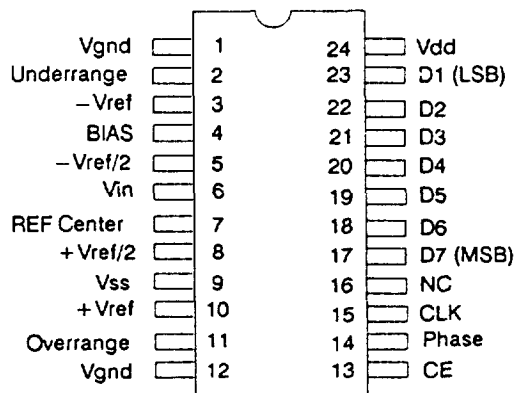 Vgnd 1 24 Vdd
Underrange 2 23 D1 (LSB)
−Vref 3 22 D2
BIAS 4 21 D3
−Vref/2 5 20 D4
Vin 6 19 D5
REF Center 7 18 D6
+Vref/2 8 17 D7 (MSB)
Vss 9 16 NC
+Vref 10 15 CLK
Overrange 11 14 Phase
Vgnd 12 13 CE